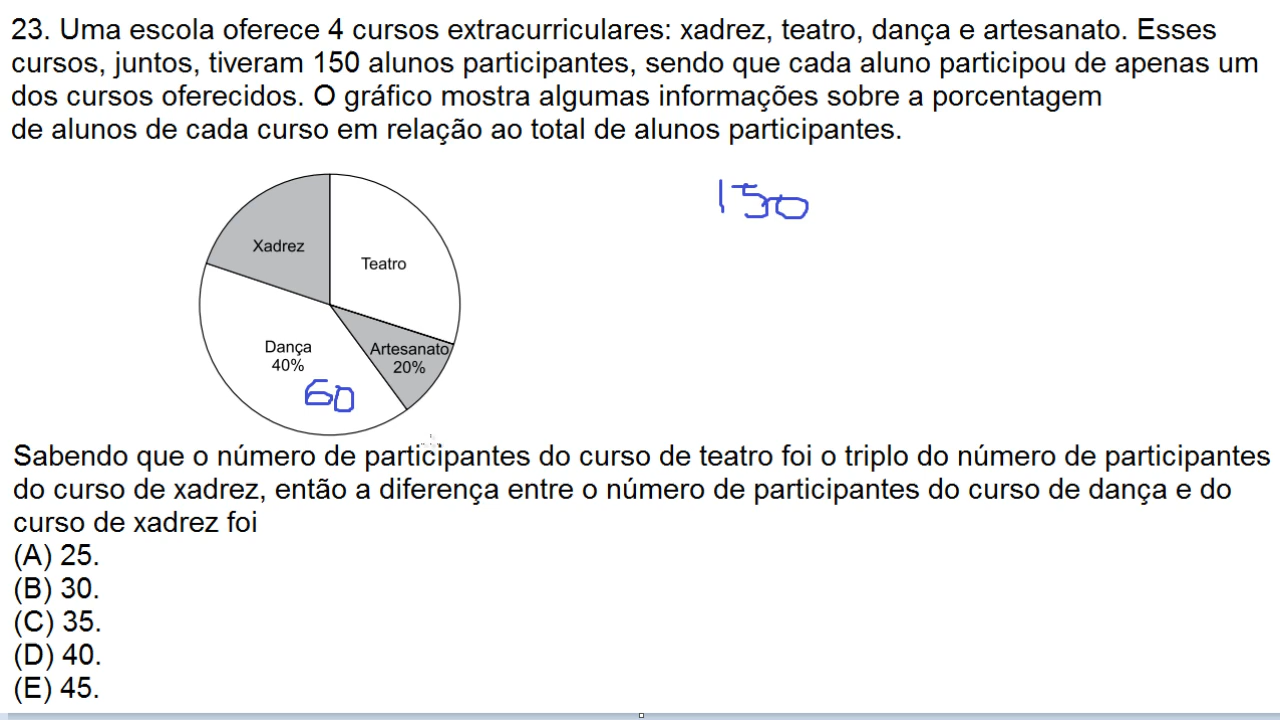 23. Uma escola oferece 4 cursos extracurriculares: xadrez, teatro, dança e artesanato. Esses
cursos, juntos, tiveram 150 alunos participantes, sendo que cada aluno participou de apenas um
dos cursos oferecidos. O gráfico mostra algumas informações sobre a porcentagem
de alunos de cada curso em relação ao total de alunos participantes.
150
Xadrez
Teatro
Dança
40%
Artesanato
20%
60
Sabendo que o número de participantes do curso de teatro foi o triplo do número de participantes
do curso de xadrez, então a diferença entre o número de participantes do curso de dança e do
curso de xadrez foi
(A) 25.
(B) 30.
(C) 35.
(D) 40.
(E) 45.